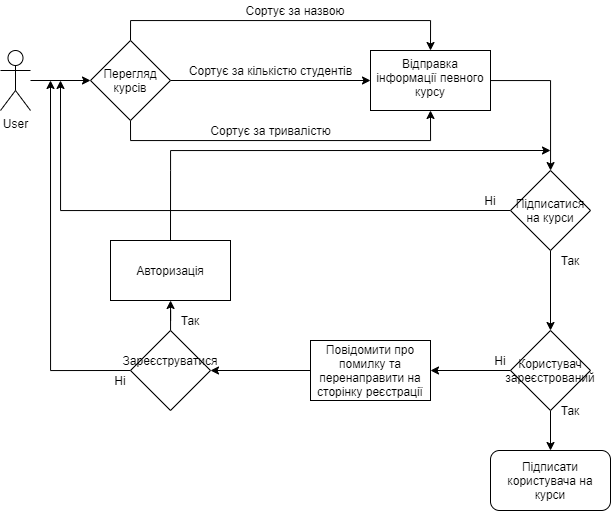 Сортує за назвою
User
Перегляд
курсів
Сортує за кількістю студентів
Відправка
інформації певного
курсу
Сортує за тривалістю
Ні
Підписатися
на курси
Так
Авторизація
Так
Зареєструватися
Ні
Повідомити про
помилку та
перенаправити на
сторінку реєстрації
Ні
Користувач
зареєстрований
Так
Підписати
користувача на
курси